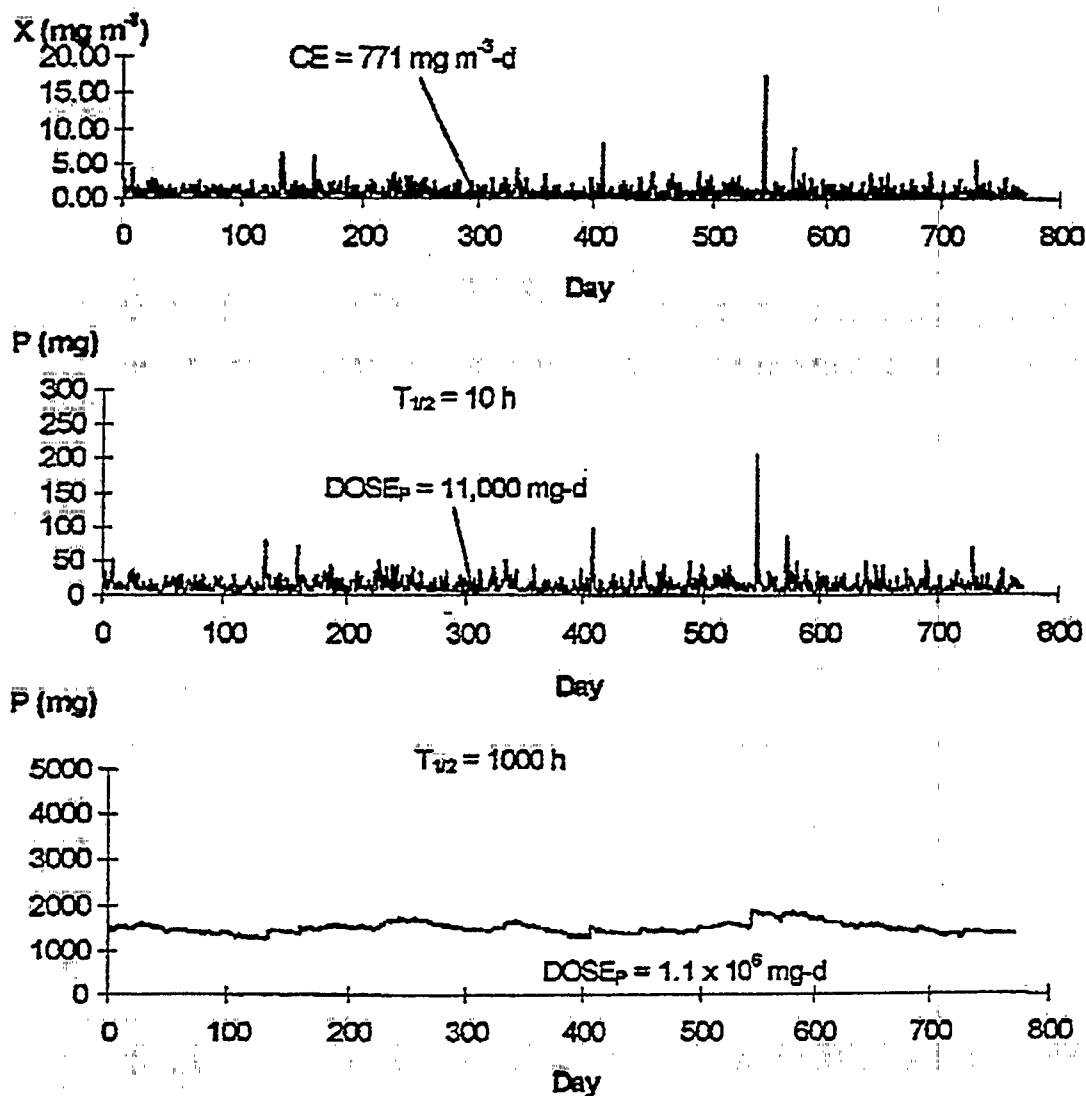 X (mg m⁻³)
CE = 771 mg m⁻³-d
20.00
15.00
10.00
5.00
0.00
0 100 200 300 400 500 600 700 800
Day
P (mg)
T₁/₂ = 10 h
300
250
200
150
100
50
0
DOSEₚ = 11,000 mg-d
0 100 200 300 400 500 600 700 800
Day
P (mg)
T₁/₂ = 1000 h
5000
4000
3000
2000
1000
0
DOSEₚ = 1.1 x 10⁶ mg-d
0 100 200 300 400 500 600 700 800
Day